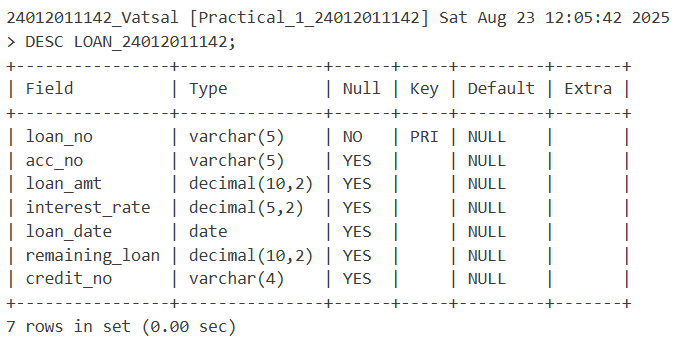 24012011142_Vatsal [Practical_1_24012011142] Sat Aug 23 12:05:42 2025
> DESC LOAN_24012011142;
+----------------+---------------+------+-----+---------+-------+
| Field          | Type          | Null | Key | Default | Extra |
+----------------+---------------+------+-----+---------+-------+
| loan_no        | varchar(5)    | NO   | PRI | NULL    |       |
| acc_no         | varchar(5)    | YES  |     | NULL    |       |
| loan_amt       | decimal(10,2) | YES  |     | NULL    |       |
| interest_rate  | decimal(5,2)  | YES  |     | NULL    |       |
| loan_date      | date          | YES  |     | NULL    |       |
| remaining_loan | decimal(10,2) | YES  |     | NULL    |       |
| credit_no      | varchar(4)    | YES  |     | NULL    |       |
+----------------+---------------+------+-----+---------+-------+
7 rows in set (0.00 sec)